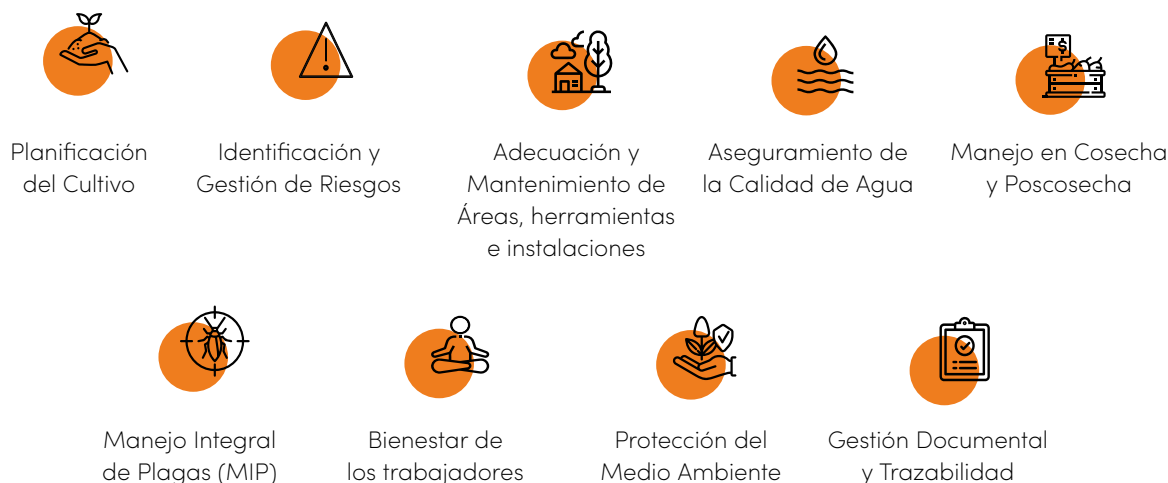 Planificación
del Cultivo
Identificación y
Gestión de Riesgos
Adecuación y
Mantenimiento de
Áreas, herramientas
e instalaciones
Aseguramiento de
la Calidad de Agua
Manejo en Cosecha
y Poscosecha
Manejo Integral
de Plagas (MIP)
Bienestar de
los trabajadores
Protección del
Medio Ambiente
Gestión Documental
y Trazabilidad